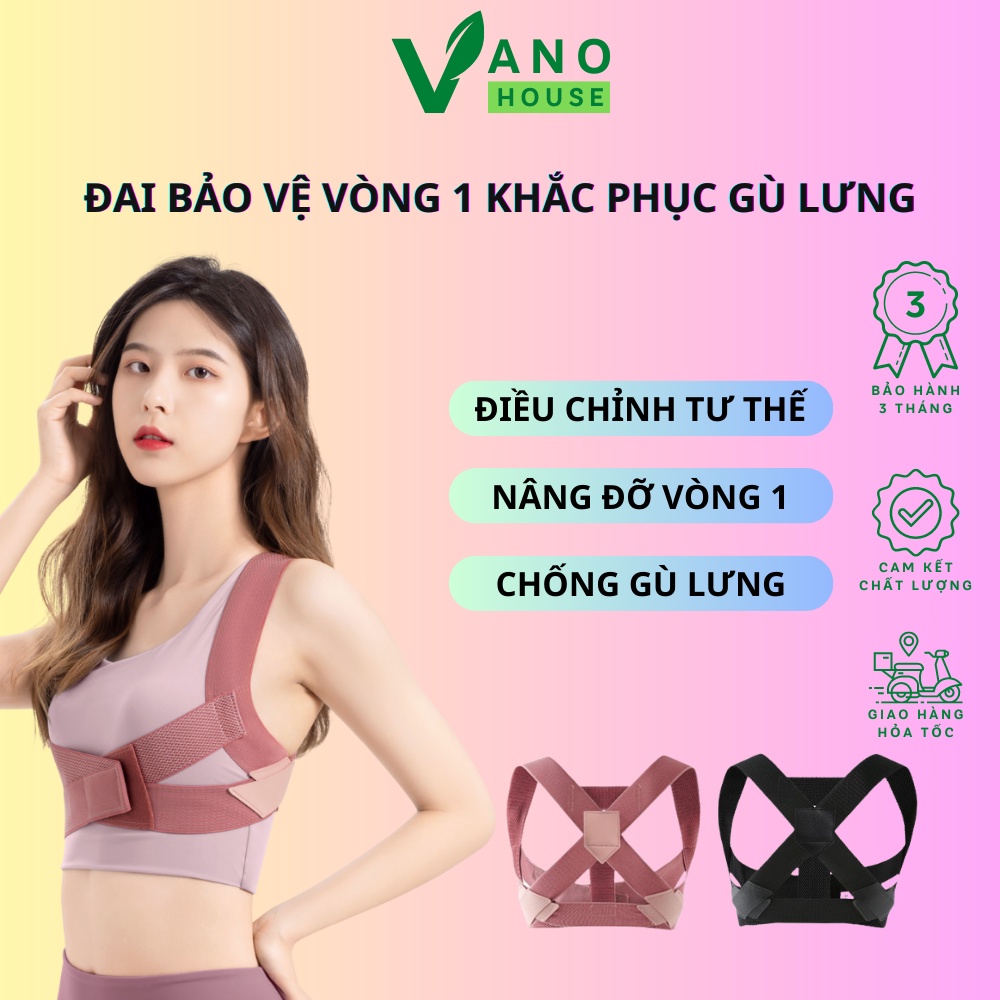 VANO
HOUSE
ĐAI BẢO VỆ VÒNG 1 KHẮC PHỤC GÙ LƯNG
3
BẢO HÀNH
3 THÁNG
ĐIỀU CHỈNH TƯ THẾ
NÂNG ĐỠ VÒNG 1
CHỐNG GÙ LƯNG
CAM KẾT
CHẤT LƯỢNG
GIAO HÀNG
HỎA TỐC